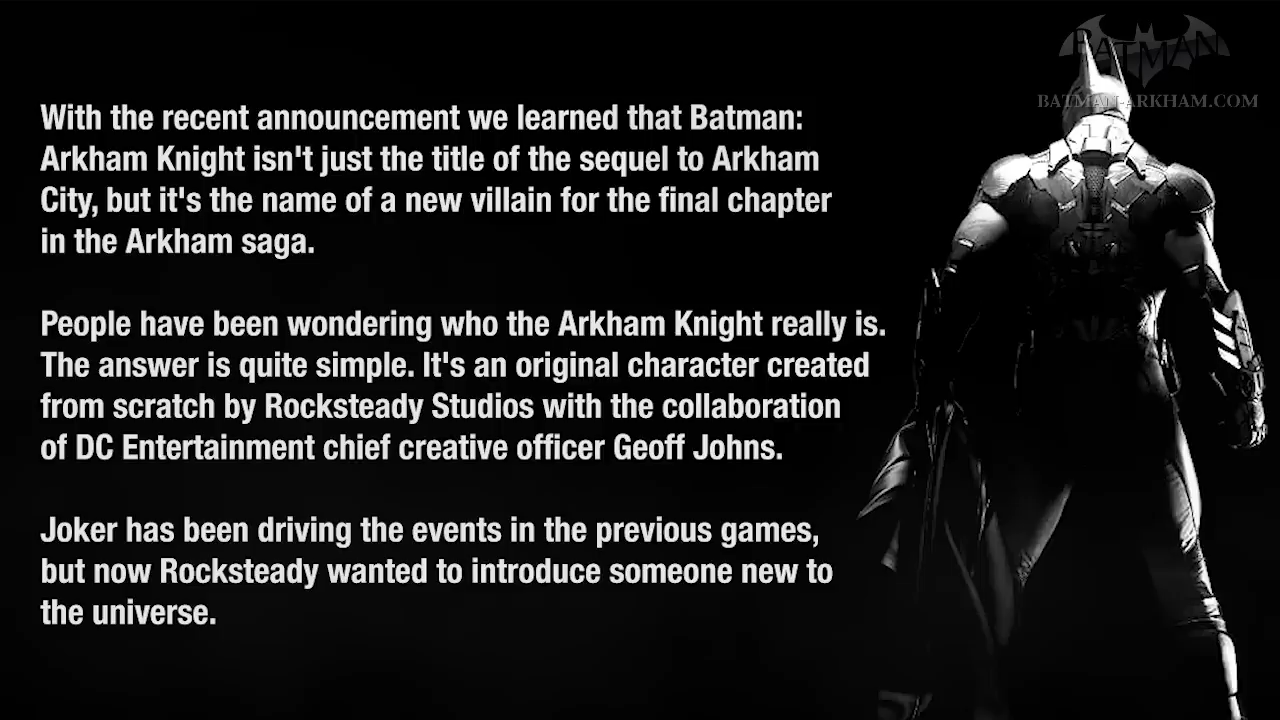 BATMAN
BATMAN-ARKHAM.COM
With the recent announcement we learned that Batman:
Arkham Knight isn't just the title of the sequel to Arkham
City, but it's the name of a new villain for the final chapter
in the Arkham saga.
People have been wondering who the Arkham Knight really is.
The answer is quite simple. It's an original character created
from scratch by Rocksteady Studios with the collaboration
of DC Entertainment chief creative officer Geoff Johns.
Joker has been driving the events in the previous games,
but now Rocksteady wanted to introduce someone new to
the universe.